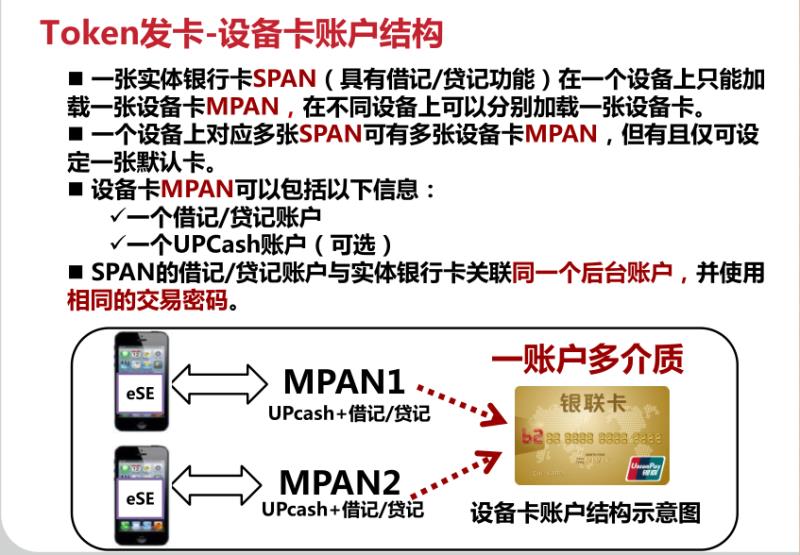 Token发卡-设备卡账户结构
■ 一张实体银行卡SPAN（具有借记/贷记功能）在一个设备上只能加
载一张设备卡MPAN，在不同设备上可以分别加载一张设备卡。
■ 一个设备上对应多张SPAN可有多张设备卡MPAN，但有且仅可设
定一张默认卡。
■ 设备卡MPAN可以包括以下信息：
✓一个借记/贷记账户
✓一个UPCash账户（可选）
■ SPAN的借记/贷记账户与实体银行卡关联同一个后台账户，并使用
相同的交易密码。
一账户多介质
eSE
MPAN1
UPcash+借记/贷记
银联卡
UnionPay
银联
eSE
MPAN2
UPcash+借记/贷记
设备卡账户结构示意图